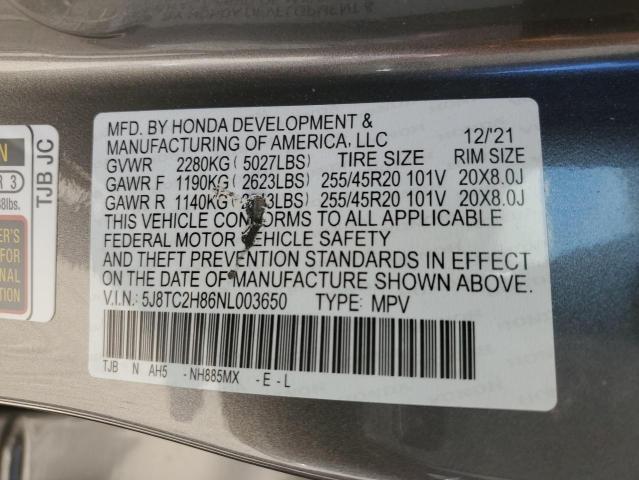 MFD. BY HONDA DEVELOPMENT &
MANUFACTURING OF AMERICA, LLC 12/'21
GVWR 2280KG ( 5027LBS) TIRE SIZE RIM SIZE
GAWR F 1190KG ( 2623LBS) 255/45R20 101V 20X8.0J
GAWR R 1140KG 255/45R20 101V 20X8.0J
THIS VEHICLE CONFORMS TO ALL APPLICABLE
FEDERAL MOTOR VEHICLE SAFETY
AND THEFT PREVENTION STANDARDS IN EFFECT
ON THE DATE OF MANUFACTURE SHOWN ABOVE.
V.I.N.: 5J8TC2H86NL003650 TYPE: MPV
TJB N AH5 -NH885MX -E-L
TJB JC